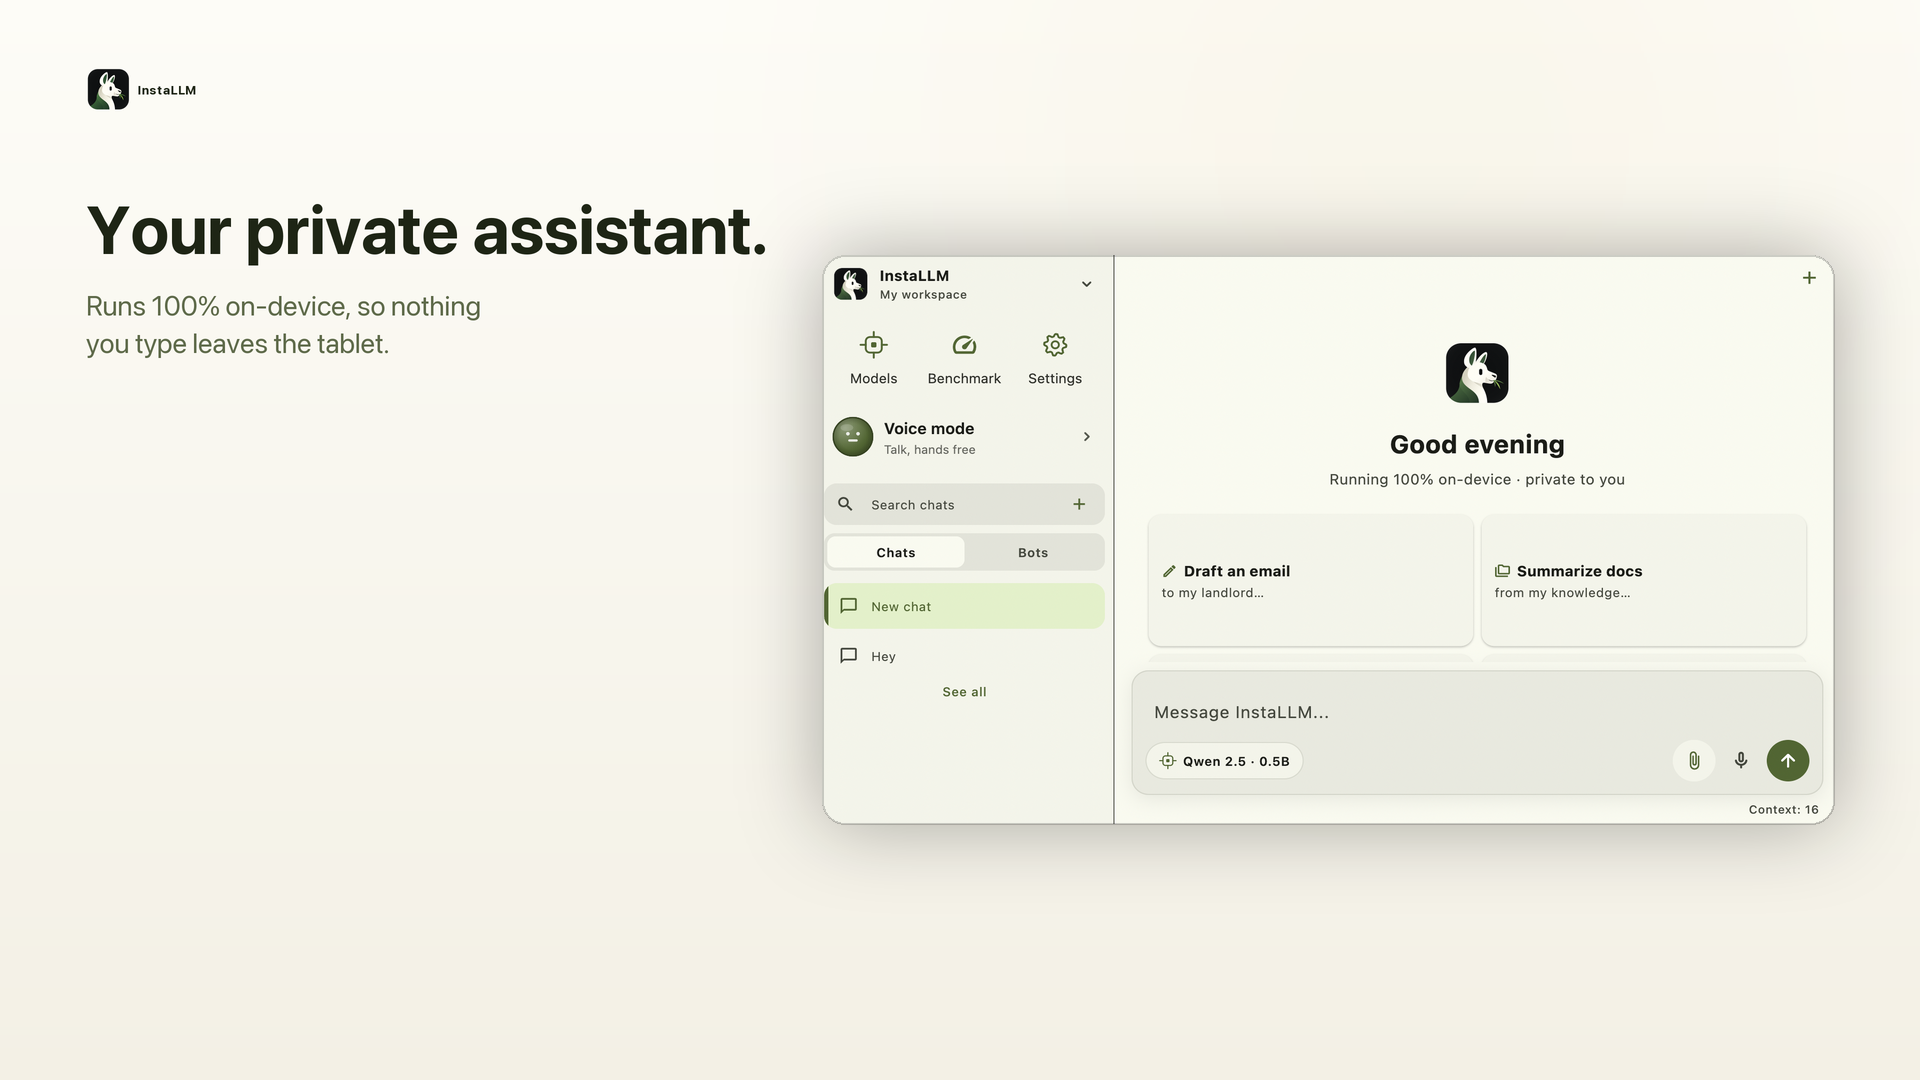 InstaLLM
Your private assistant.
Runs 100% on-device, so nothing
you type leaves the tablet.
InstaLLM
My workspace
Models
Benchmark
Settings
Voice mode
Talk, hands free
Search chats
Chats
Bots
New chat
Hey
See all
Good evening
Running 100% on-device · private to you
Draft an email
to my landlord...
Summarize docs
from my knowledge...
Message InstaLLM...
Qwen 2.5 · 0.5B
Context: 16